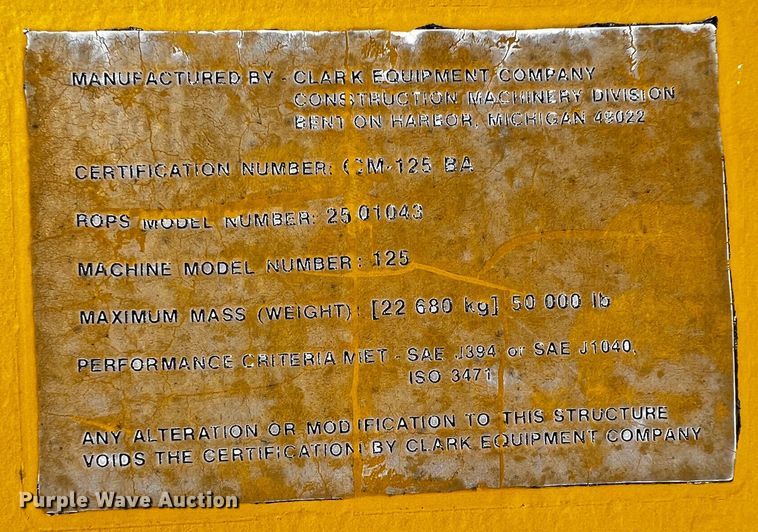 MANUFACTURED BY - CLARK EQUIPMENT COMPANY
CONSTRUCTION MACHINERY DIVISION
BENTON HARBOR, MICHIGAN 49022
CERTIFICATION NUMBER: CM-125 BA
ROPS MODEL NUMBER: 2501043
MACHINE MODEL NUMBER: 125
MAXIMUM MASS (WEIGHT): [22 680 kg] 50 000 lb
PERFORMANCE CRITERIA MET - SAE J394 or SAE J1040,
ISO 3471
ANY ALTERATION OR MODIFICATION TO THIS STRUCTURE
VOIDS THE CERTIFICATION BY CLARK EQUIPMENT COMPANY
Purple Wave Auction